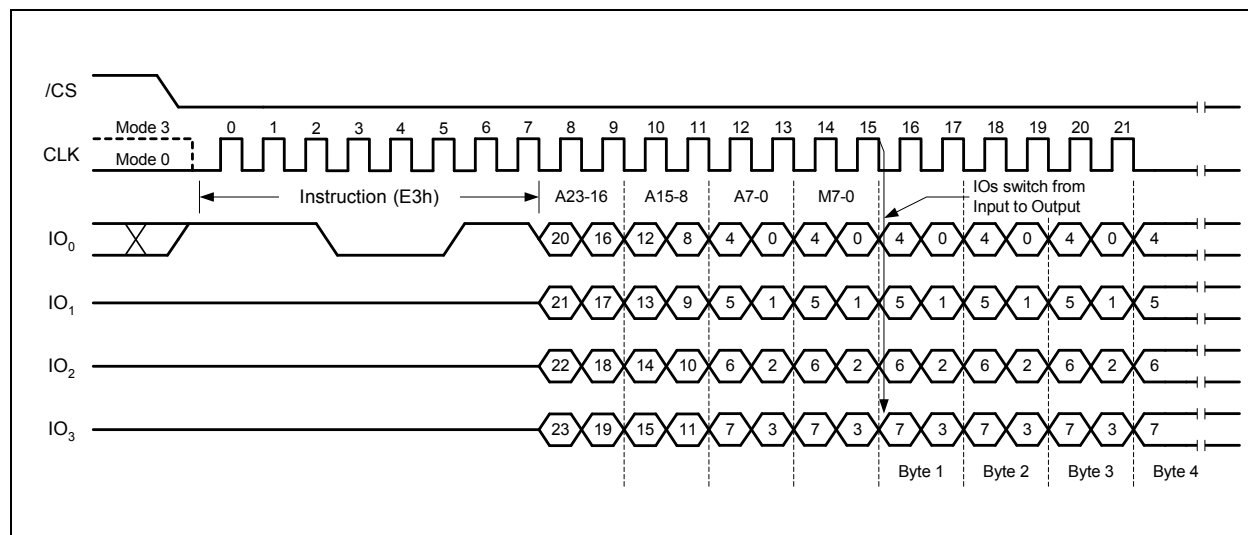 /CS
Mode 3
0 1 2 3 4 5 6 7 8 9 10 11 12 13 14 15 16 17 18 19 20 21
CLK
Mode 0
Instruction (E3h) A23-16 A15-8 A7-0 M7-0 IOs switch from
Input to Output
IO0 20 16 12 8 4 0 4 0 4 0 4 0 4 0 4
IO1 21 17 13 9 5 1 5 1 5 1 5 1 5 1 5
IO2 22 18 14 10 6 2 6 2 6 2 6 2 6 2 6
IO3 23 19 15 11 7 3 7 3 7 3 7 3 7 3 7
Byte 1 Byte 2 Byte 3 Byte 4